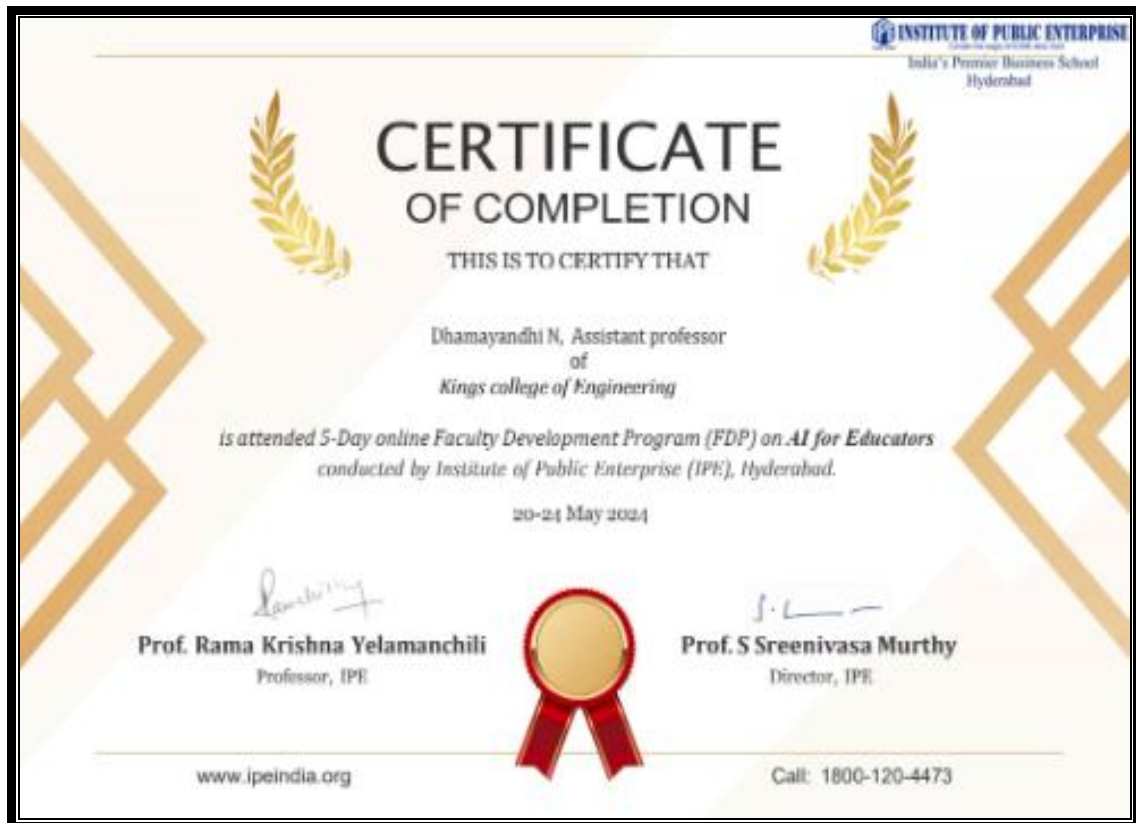 INSTITUTE OF PUBLIC ENTERPRISE
India's Premier Business School
Hyderabad
CERTIFICATE
OF COMPLETION
THIS IS TO CERTIFY THAT
Dhamayandhi N, Assistant professor
of
Kings college of Engineering
is attended 5-Day online Faculty Development Program (FDP) on AI for Educators
conducted by Institute of Public Enterprise (IPE), Hyderabad.
20-24 May 2024
Prof. Rama Krishna Yelamanchili
Professor, IPE
Prof. S Sreenivasa Murthy
Director, IPE
www.ipeindia.org
Call: 1800-120-4473